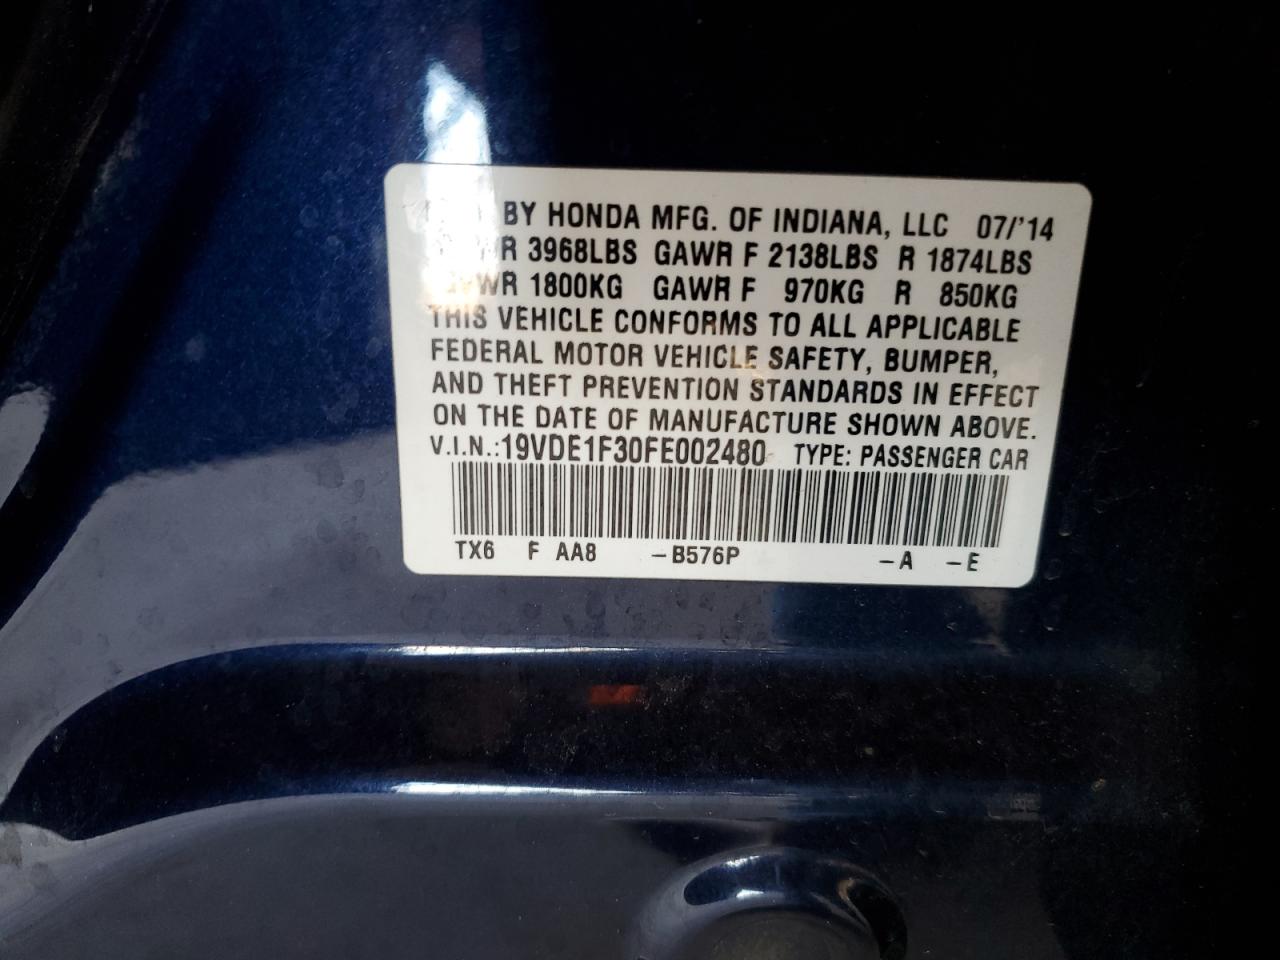 BY HONDA MFG. OF INDIANA, LLC 07/'14
3968LBS GAWR F 2138LBS R 1874LBS
GVWR 1800KG GAWR F 970KG R 850KG
THIS VEHICLE CONFORMS TO ALL APPLICABLE
FEDERAL MOTOR VEHICLE SAFETY, BUMPER,
AND THEFT PREVENTION STANDARDS IN EFFECT
ON THE DATE OF MANUFACTURE SHOWN ABOVE.
V.I.N.:19VDE1F30FE002480 TYPE: PASSENGER CAR
TX6 F AA8 -B576P -A -E